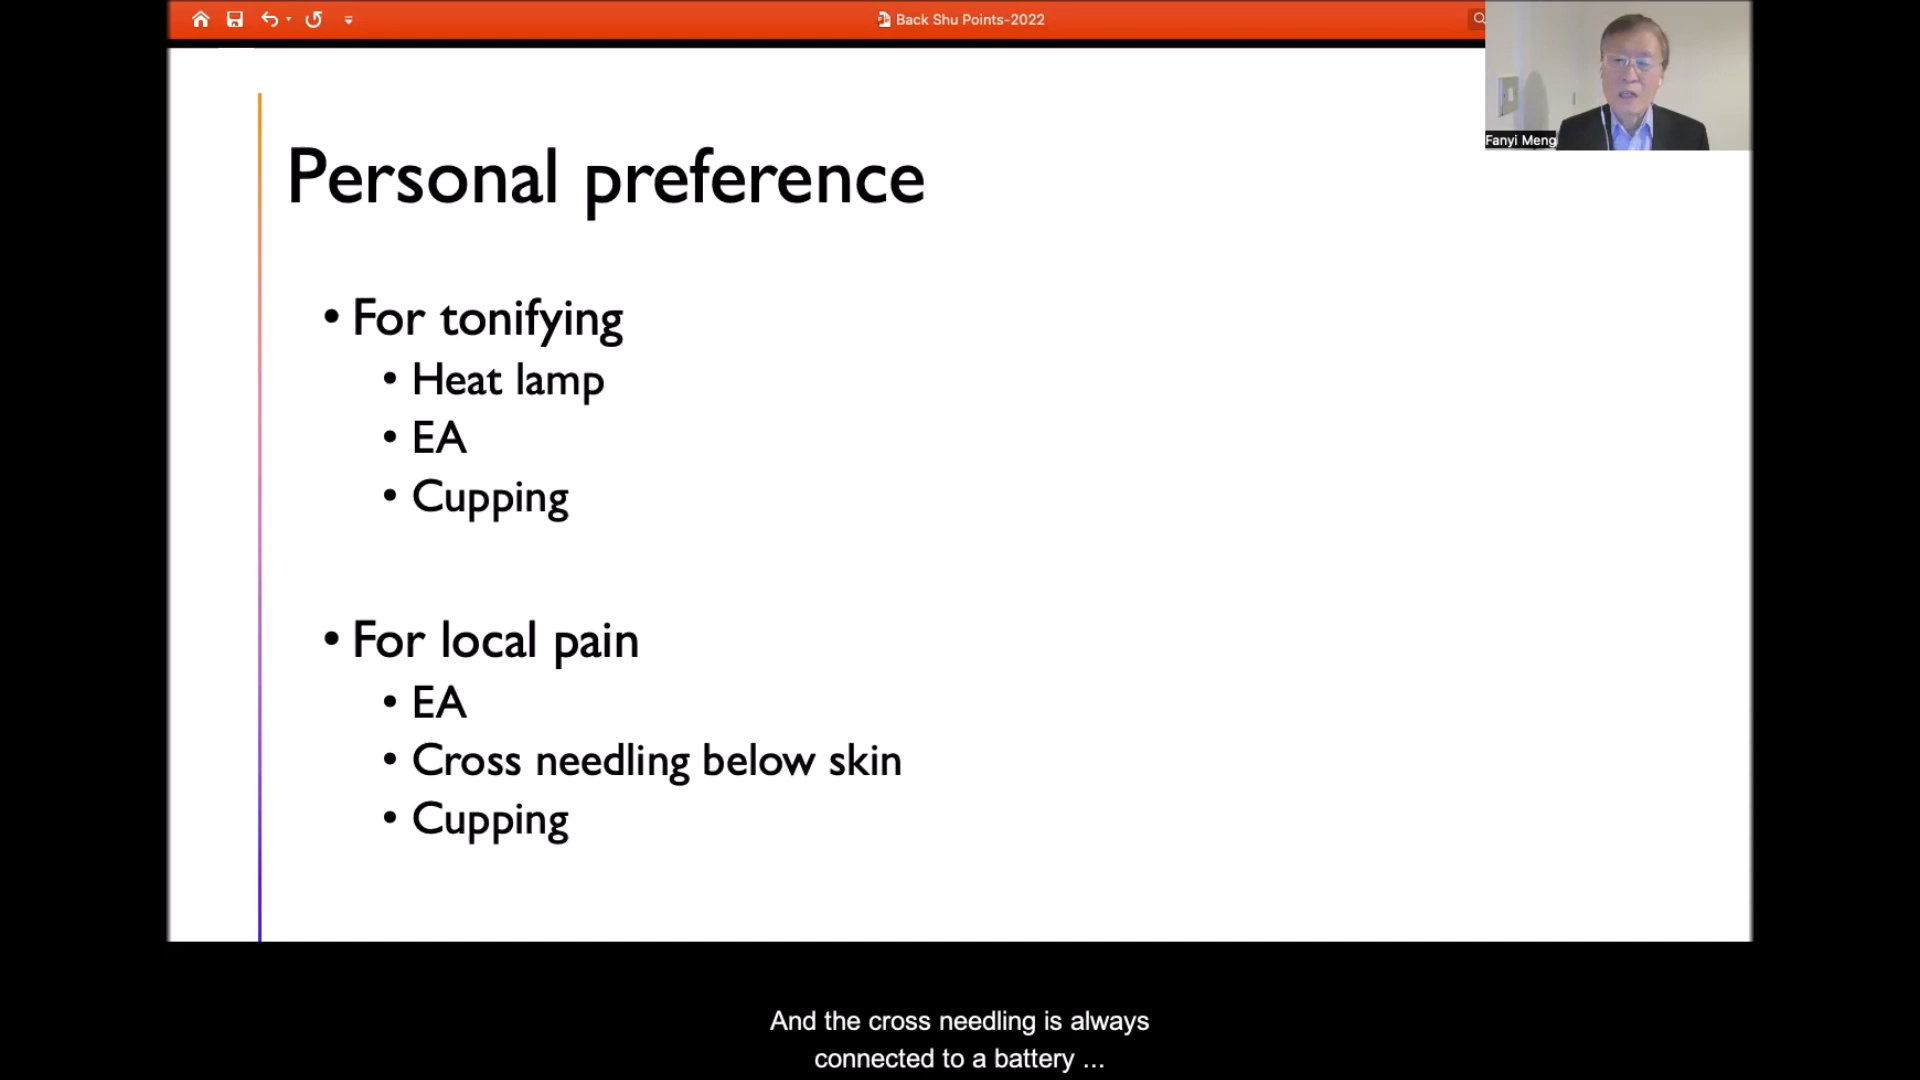 Back Shu Points-2022
Fanyi Meng
Personal preference
• For tonifying
• Heat lamp
• EA
• Cupping
• For local pain
• EA
• Cross needling below skin
• Cupping
And the cross needling is always
connected to a battery ...